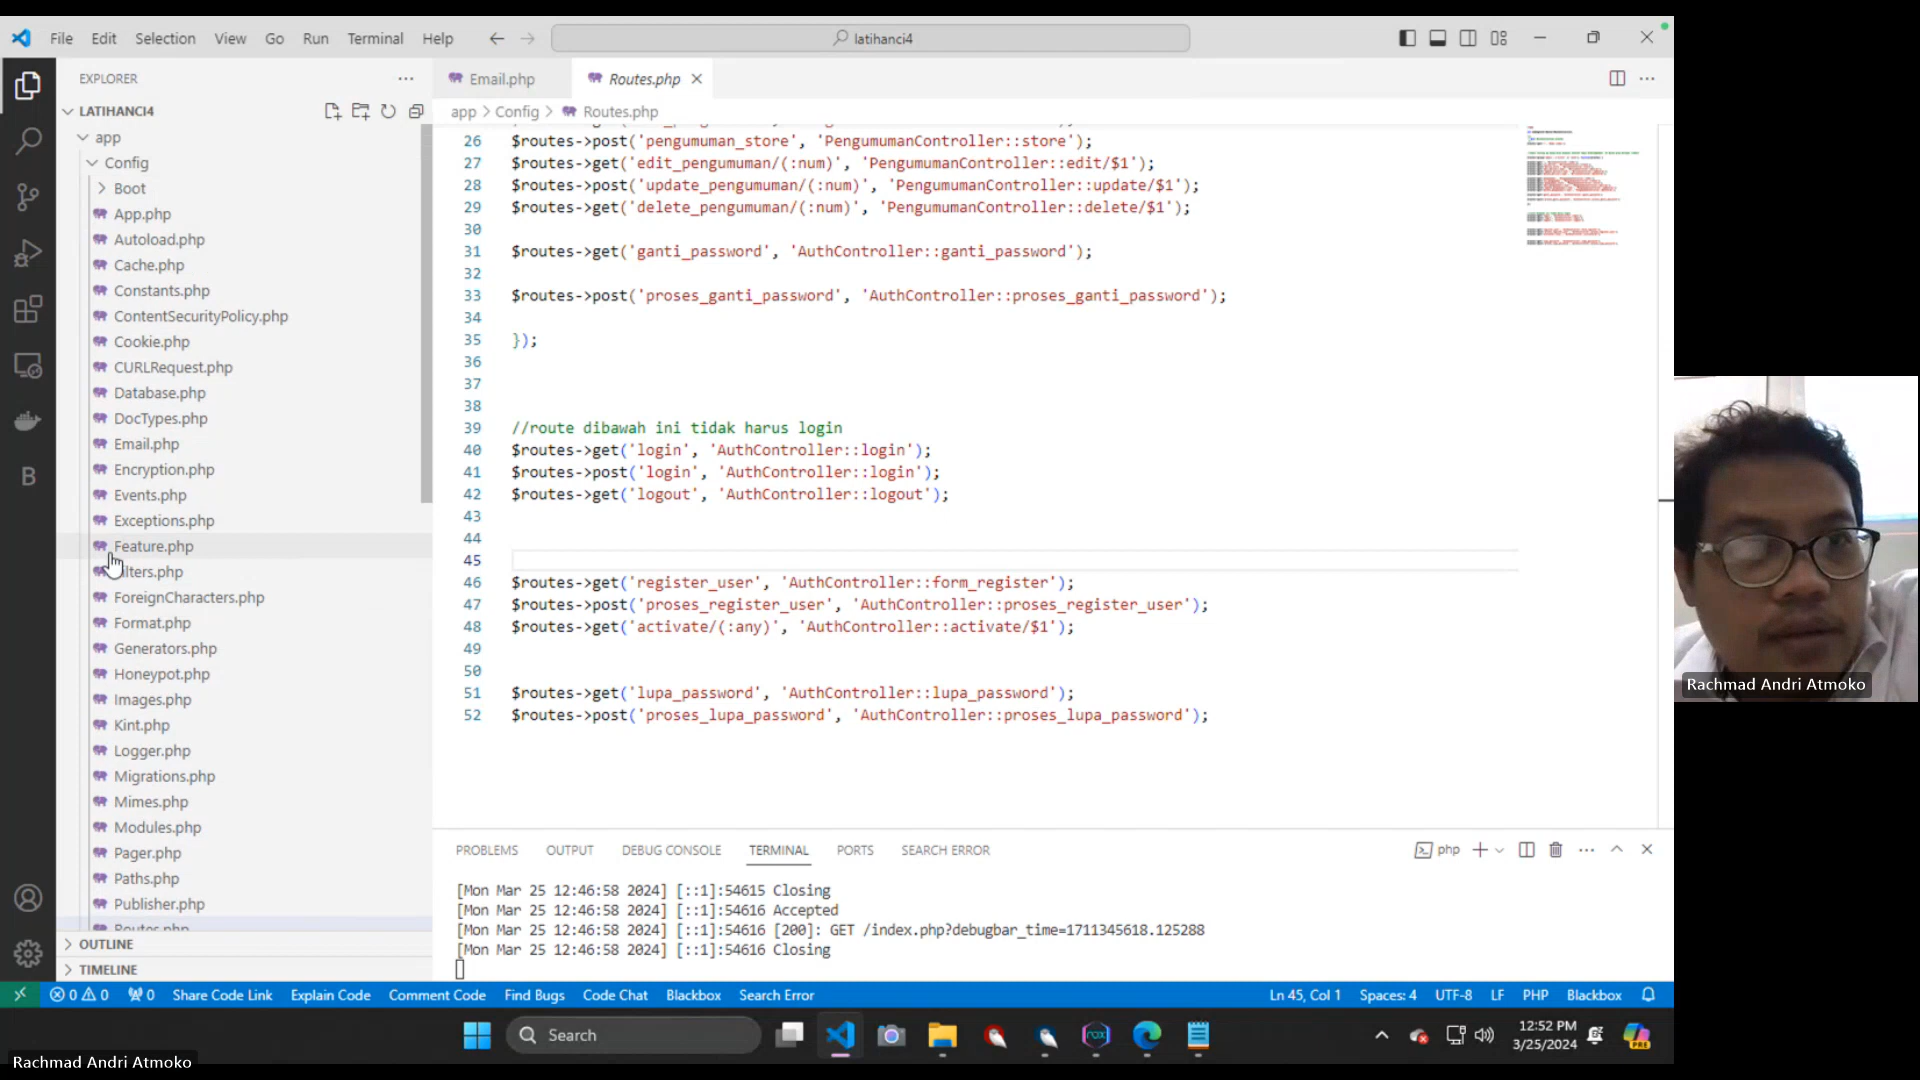 File Edit Selection View Go Run Terminal Help
latihanci4
EXPLORER
LATIHANCI4
app
Config
Boot
App.php
Autoload.php
Cache.php
Constants.php
ContentSecurityPolicy.php
Cookie.php
CURLRequest.php
Database.php
DocTypes.php
Email.php
Encryption.php
Events.php
Exceptions.php
Feature.php
ilters.php
ForeignCharacters.php
Format.php
Generators.php
Honeypot.php
Images.php
Kint.php
Logger.php
Migrations.php
Mimes.php
Modules.php
Pager.php
Paths.php
Publisher.php
Routes.php
OUTLINE
TIMELINE
Email.php Routes.php
app > Config > Routes.php
26 $routes->post('pengumuman_store', 'PengumumanController::store');
27 $routes->get('edit_pengumuman/(:num)', 'PengumumanController::edit/$1');
28 $routes->post('update_pengumuman/(:num)', 'PengumumanController::update/$1');
29 $routes->get('delete_pengumuman/(:num)', 'PengumumanController::delete/$1');
30
31 $routes->get('ganti_password', 'AuthController::ganti_password');
32
33 $routes->post('proses_ganti_password', 'AuthController::proses_ganti_password');
34
35 });
36
37
38
39 //route dibawah ini tidak harus login
40 $routes->get('login', 'AuthController::login');
41 $routes->post('login', 'AuthController::login');
42 $routes->get('logout', 'AuthController::logout');
43
44
45
46 $routes->get('register_user', 'AuthController::form_register');
47 $routes->post('proses_register_user', 'AuthController::proses_register_user');
48 $routes->get('activate/(:any)', 'AuthController::activate/$1');
49
50
51 $routes->get('lupa_password', 'AuthController::lupa_password');
52 $routes->post('proses_lupa_password', 'AuthController::proses_lupa_password');
PROBLEMS OUTPUT DEBUG CONSOLE TERMINAL PORTS SEARCH ERROR
php
[Mon Mar 25 12:46:58 2024] [::1]:54615 Closing
[Mon Mar 25 12:46:58 2024] [::1]:54616 Accepted
[Mon Mar 25 12:46:58 2024] [::1]:54616 [200]: GET /index.php?debugbar_time=1711345618.125288
[Mon Mar 25 12:46:58 2024] [::1]:54616 Closing
0 0 0 Share Code Link Explain Code Comment Code Find Bugs Code Chat Blackbox Search Error
Ln 45, Col 1 Spaces: 4 UTF-8 LF PHP Blackbox
Search
12:52 PM
3/25/2024
PRE
Rachmad Andri Atmoko
Rachmad Andri Atmoko